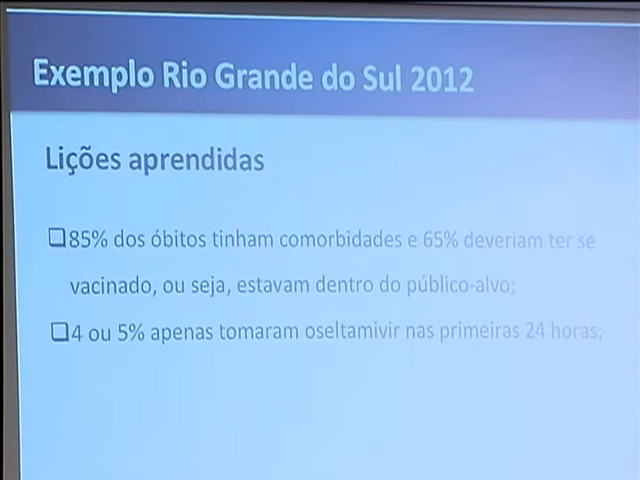 Exemplo Rio Grande do Sul 2012
Lições aprendidas
❑85% dos óbitos tinham comorbidades e 65% deveriam ter se
vacinado, ou seja, estavam dentro do público-alvo;
❑4 ou 5% apenas tomaram oseltamivir nas primeiras 24 horas;